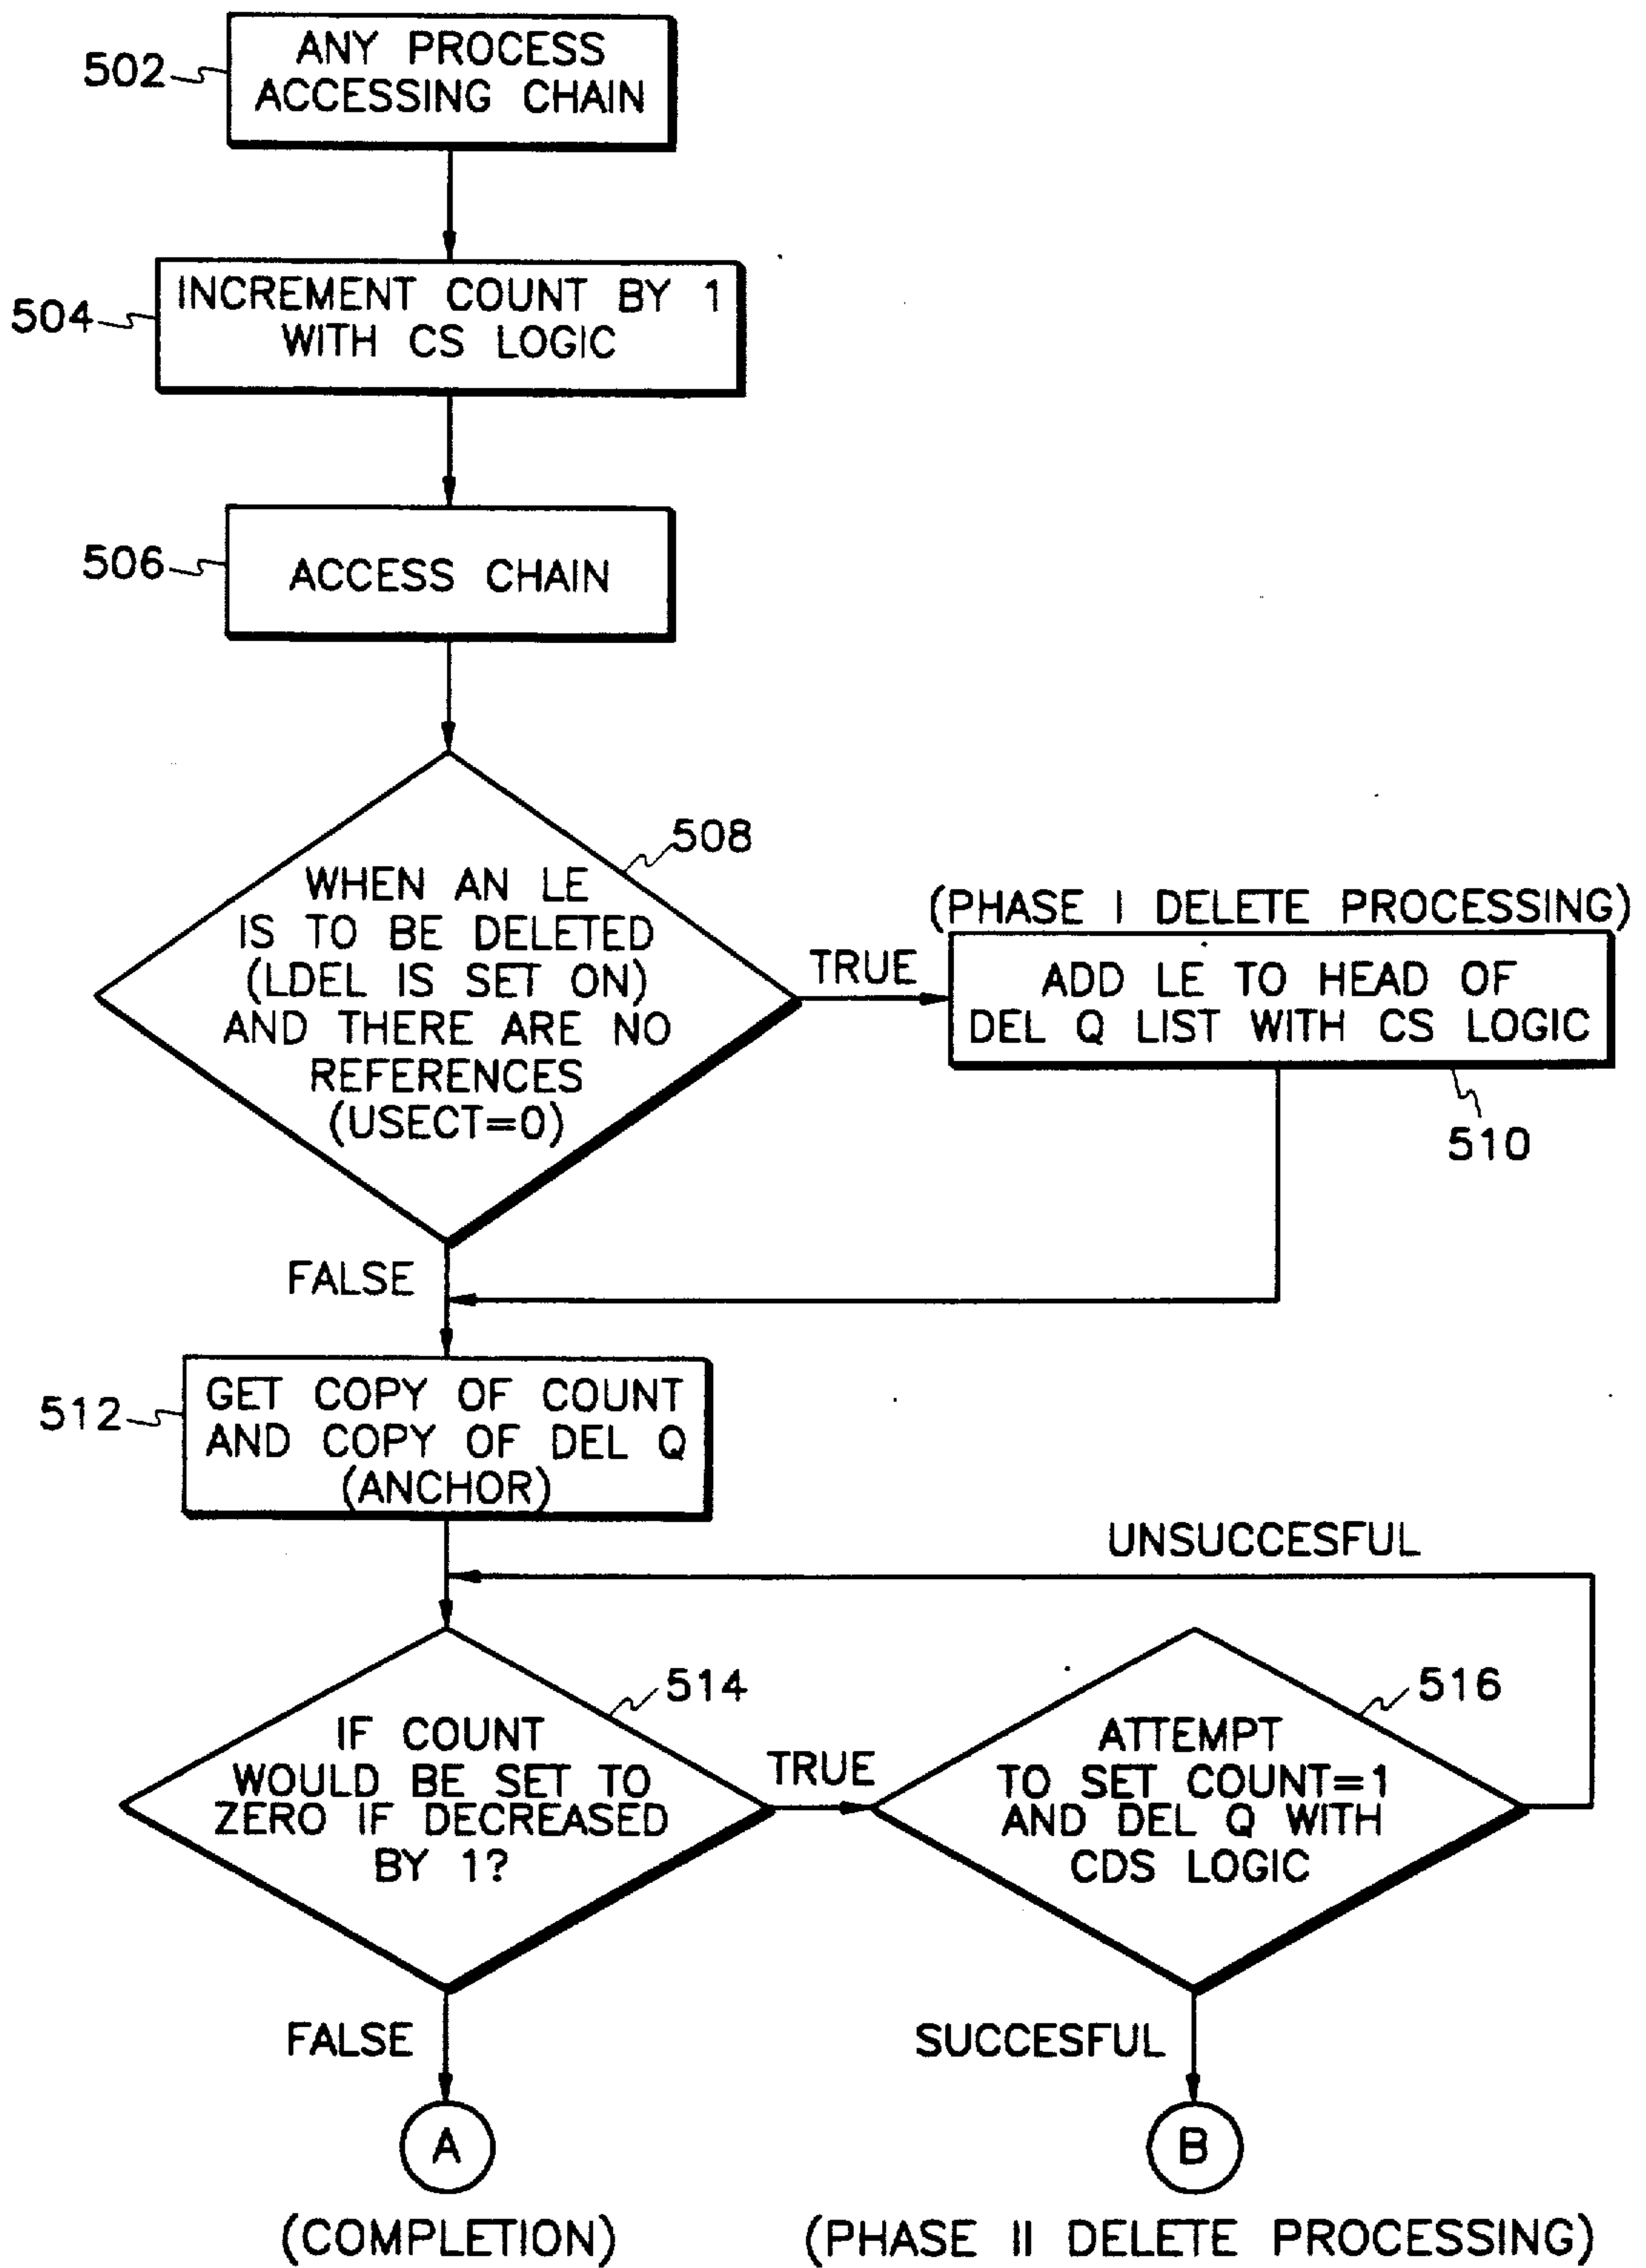 ANY PROCESS
ACCESSING CHAIN
502
INCREMENT COUNT BY 1
WITH CS LOGIC
504
ACCESS CHAIN
506
508
WHEN AN LE
IS TO BE DELETED
(LDEL IS SET ON)
AND THERE ARE NO
REFERENCES
(USECT=0)
TRUE
(PHASE I DELETE PROCESSING)
ADD LE TO HEAD OF
DEL Q LIST WITH CS LOGIC
510
FALSE
GET COPY OF COUNT
AND COPY OF DEL Q
(ANCHOR)
512
UNSUCCESFUL
514
IF COUNT
WOULD BE SET TO
ZERO IF DECREASED
BY 1?
TRUE
516
ATTEMPT
TO SET COUNT=1
AND DEL Q WITH
CDS LOGIC
FALSE
SUCCESFUL
A
B
(COMPLETION)
(PHASE II DELETE PROCESSING)